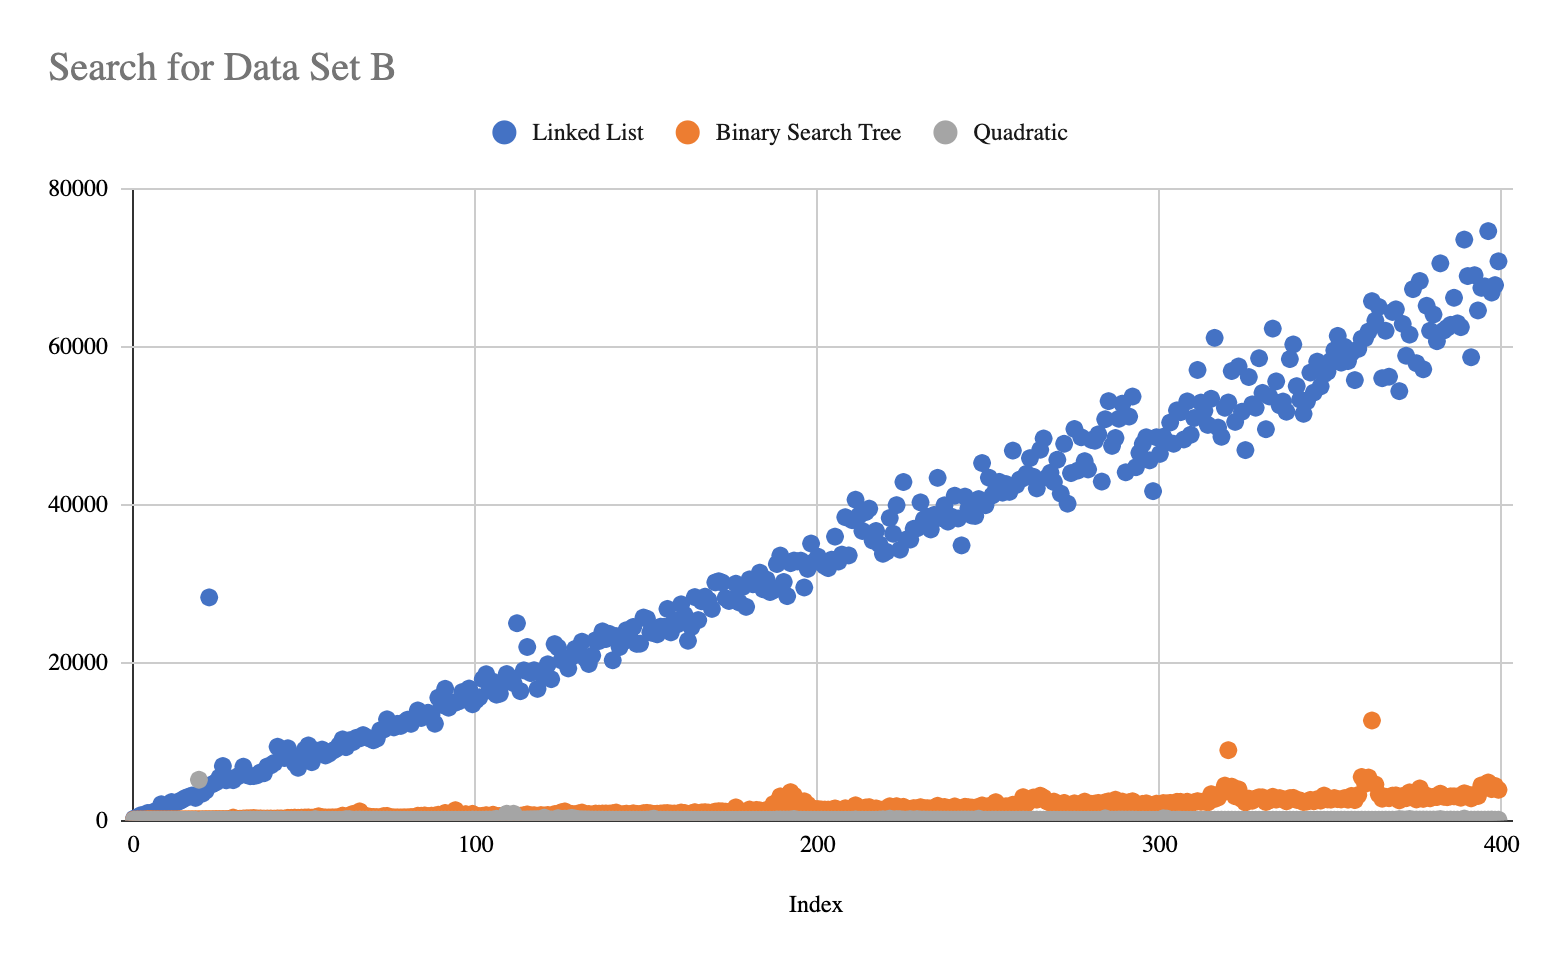 Search for Data Set B
Linked List Binary Search Tree Quadratic
80000
60000
40000
20000
0
0 100 200 300 400
Index